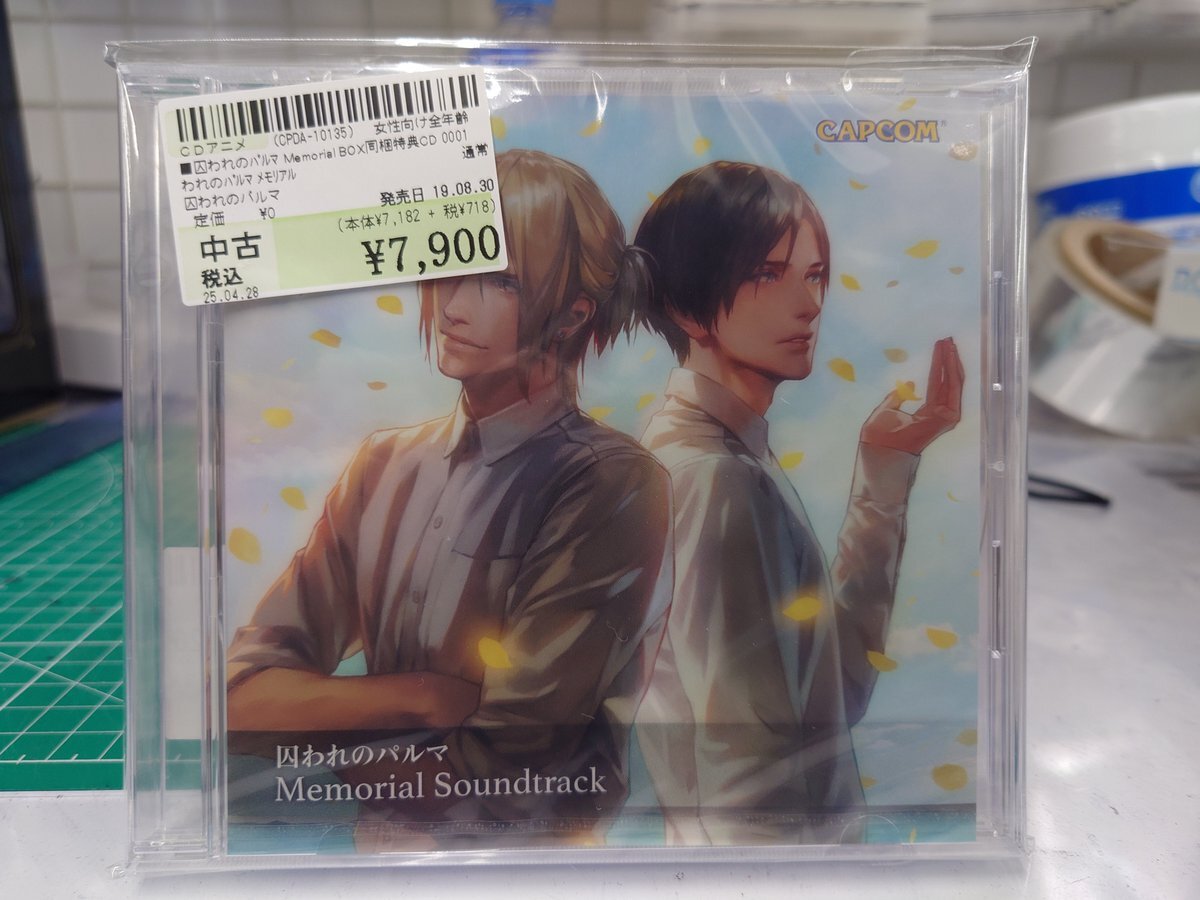 CDアニメ (CPDA-10135) 女性向け全年齢
■囚われのパルマ Memorial BOX同梱特典CD 0001
われのパルマ メモリアル 通常
囚われのパルマ 発売日 19.08.30
定価 ¥0 (本体¥7,182 + 税¥718)
中古 ¥7,900
税込
25.04.28
CAPCOM
囚われのパルマ
Memorial Soundtrack